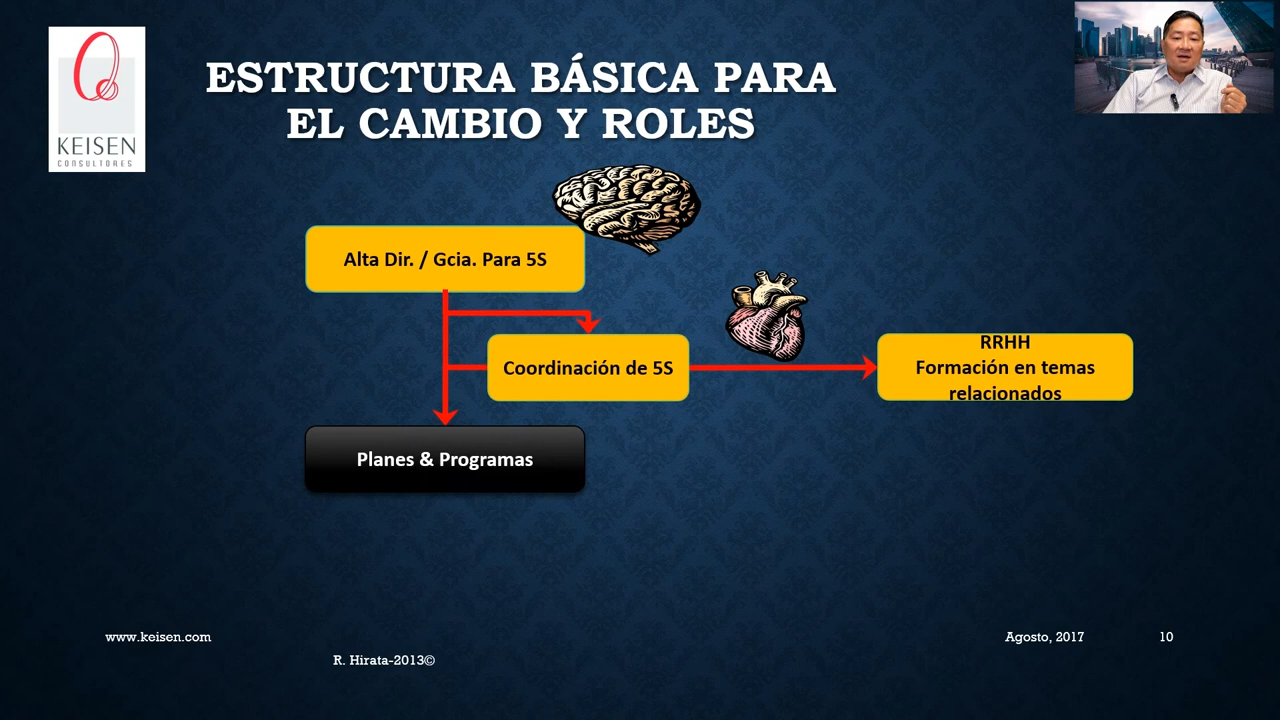 KEISEN
CONSULTORES
ESTRUCTURA BÁSICA PARA
EL CAMBIO Y ROLES
Alta Dir. / Gcia. Para 5S
Coordinación de 5S
RRHH
Formación en temas
relacionados
Planes & Programas
www.keisen.com
R. Hirata-2013©
Agosto, 2017
10